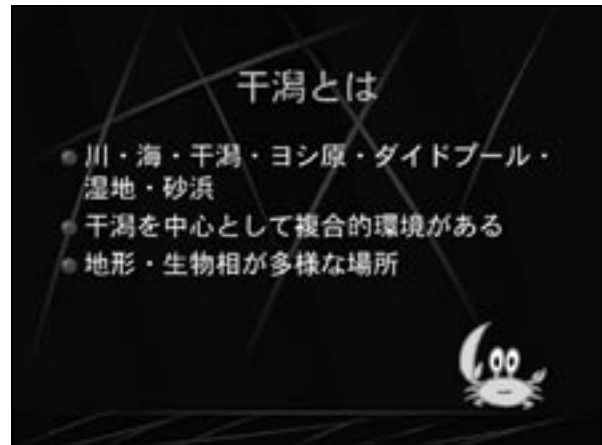 干潟とは
川・海・干潟・ヨシ原・ダイドプール・
湿地・砂浜
干潟を中心として複合的環境がある
地形・生物相が多様な場所